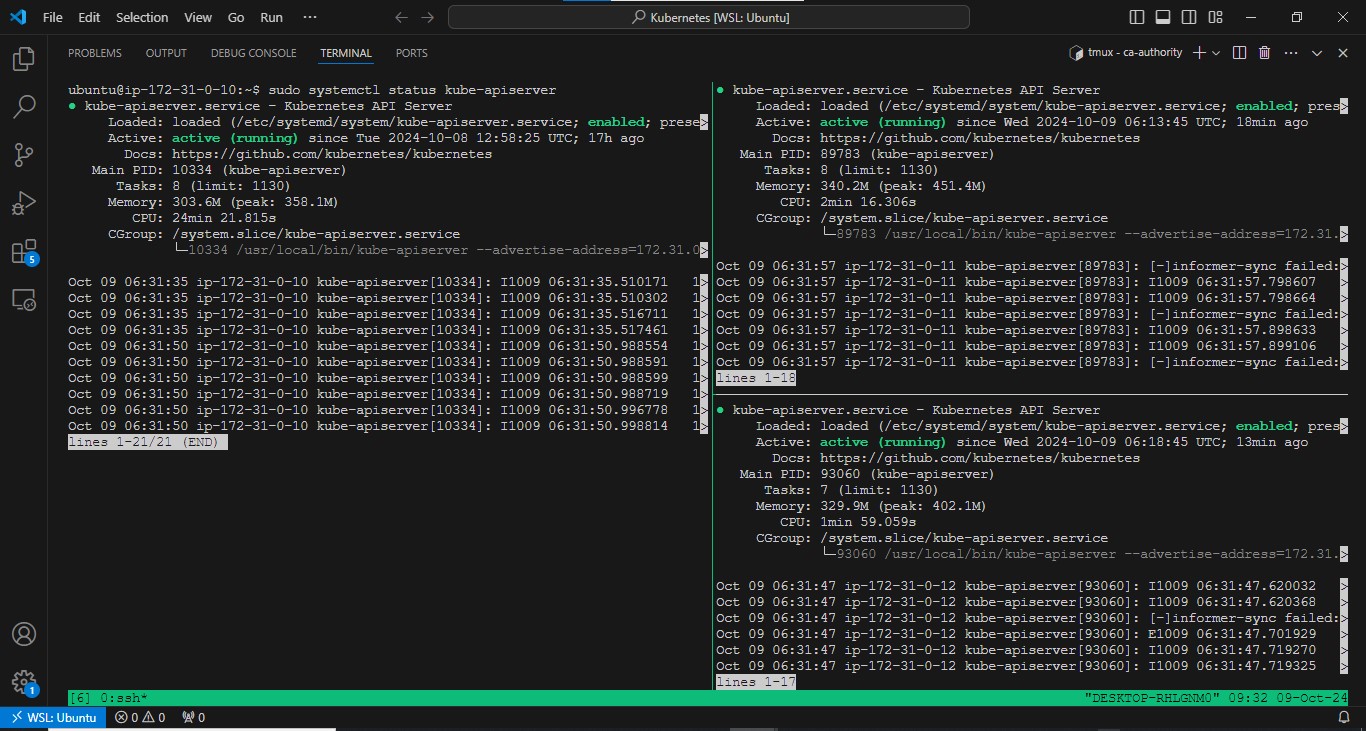 File Edit Selection View Go Run ···
Kubernetes [WSL: Ubuntu]
PROBLEMS OUTPUT DEBUG CONSOLE TERMINAL PORTS
tmux - ca-authority
ubuntu@ip-172-31-0-10:~$ sudo systemctl status kube-apiserver
● kube-apiserver.service - Kubernetes API Server
Loaded: loaded (/etc/systemd/system/kube-apiserver.service; enabled; prese>
Active: active (running) since Tue 2024-10-08 12:58:25 UTC; 17h ago
Docs: https://github.com/kubernetes/kubernetes
Main PID: 10334 (kube-apiserver)
Tasks: 8 (limit: 1130)
Memory: 303.6M (peak: 358.1M)
CPU: 24min 21.815s
CGroup: /system.slice/kube-apiserver.service
└─10334 /usr/local/bin/kube-apiserver --advertise-address=172.31.0>
Oct 09 06:31:35 ip-172-31-0-10 kube-apiserver[10334]: I1009 06:31:35.510171 1>
Oct 09 06:31:35 ip-172-31-0-10 kube-apiserver[10334]: I1009 06:31:35.510302 1>
Oct 09 06:31:35 ip-172-31-0-10 kube-apiserver[10334]: I1009 06:31:35.516711 1>
Oct 09 06:31:35 ip-172-31-0-10 kube-apiserver[10334]: I1009 06:31:35.517461 1>
Oct 09 06:31:50 ip-172-31-0-10 kube-apiserver[10334]: I1009 06:31:50.988554 1>
Oct 09 06:31:50 ip-172-31-0-10 kube-apiserver[10334]: I1009 06:31:50.988591 1>
Oct 09 06:31:50 ip-172-31-0-10 kube-apiserver[10334]: I1009 06:31:50.988599 1>
Oct 09 06:31:50 ip-172-31-0-10 kube-apiserver[10334]: I1009 06:31:50.988719 1>
Oct 09 06:31:50 ip-172-31-0-10 kube-apiserver[10334]: I1009 06:31:50.996778 1>
Oct 09 06:31:50 ip-172-31-0-10 kube-apiserver[10334]: I1009 06:31:50.998814 1>
lines 1-21/21 (END)
● kube-apiserver.service - Kubernetes API Server
Loaded: loaded (/etc/systemd/system/kube-apiserver.service; enabled; pres>
Active: active (running) since Wed 2024-10-09 06:13:45 UTC; 18min ago
Docs: https://github.com/kubernetes/kubernetes
Main PID: 89783 (kube-apiserver)
Tasks: 8 (limit: 1130)
Memory: 340.2M (peak: 451.4M)
CPU: 2min 16.306s
CGroup: /system.slice/kube-apiserver.service
└─89783 /usr/local/bin/kube-apiserver --advertise-address=172.31.>
Oct 09 06:31:57 ip-172-31-0-11 kube-apiserver[89783]: [-]informer-sync failed:>
Oct 09 06:31:57 ip-172-31-0-11 kube-apiserver[89783]: I1009 06:31:57.798607 >
Oct 09 06:31:57 ip-172-31-0-11 kube-apiserver[89783]: I1009 06:31:57.798664 >
Oct 09 06:31:57 ip-172-31-0-11 kube-apiserver[89783]: [-]informer-sync failed:>
Oct 09 06:31:57 ip-172-31-0-11 kube-apiserver[89783]: I1009 06:31:57.898633 >
Oct 09 06:31:57 ip-172-31-0-11 kube-apiserver[89783]: I1009 06:31:57.899106 >
Oct 09 06:31:57 ip-172-31-0-11 kube-apiserver[89783]: [-]informer-sync failed:>
lines 1-18
● kube-apiserver.service - Kubernetes API Server
Loaded: loaded (/etc/systemd/system/kube-apiserver.service; enabled; pres>
Active: active (running) since Wed 2024-10-09 06:18:45 UTC; 13min ago
Docs: https://github.com/kubernetes/kubernetes
Main PID: 93060 (kube-apiserver)
Tasks: 7 (limit: 1130)
Memory: 329.9M (peak: 402.1M)
CPU: 1min 59.059s
CGroup: /system.slice/kube-apiserver.service
└─93060 /usr/local/bin/kube-apiserver --advertise-address=172.31.>
Oct 09 06:31:47 ip-172-31-0-12 kube-apiserver[93060]: I1009 06:31:47.620032 >
Oct 09 06:31:47 ip-172-31-0-12 kube-apiserver[93060]: I1009 06:31:47.620368 >
Oct 09 06:31:47 ip-172-31-0-12 kube-apiserver[93060]: [-]informer-sync failed:>
Oct 09 06:31:47 ip-172-31-0-12 kube-apiserver[93060]: E1009 06:31:47.701929 >
Oct 09 06:31:47 ip-172-31-0-12 kube-apiserver[93060]: I1009 06:31:47.719270 >
Oct 09 06:31:47 ip-172-31-0-12 kube-apiserver[93060]: I1009 06:31:47.719325 >
lines 1-17
[6] 0:ssh* "DESKTOP-RHLGNM0" 09:32 09-Oct-24
5
1
WSL: Ubuntu 0 0 0